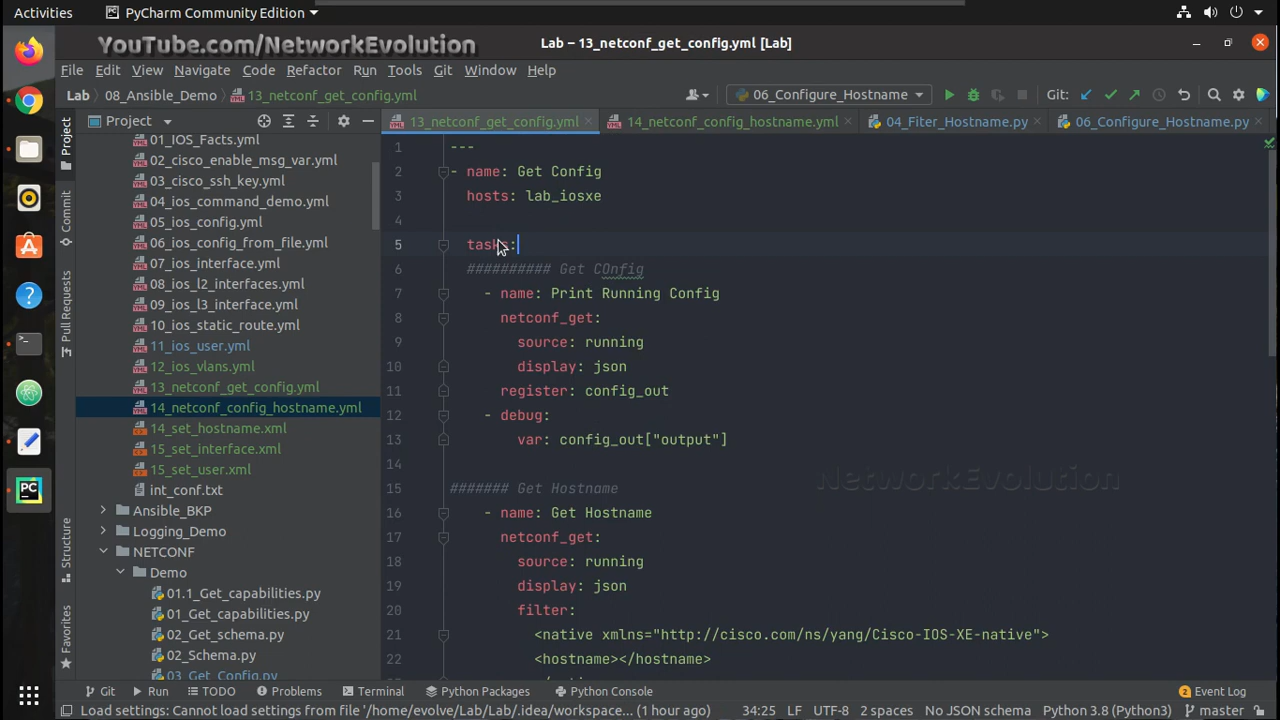 Activities
PyCharm Community Edition
YouTube.com/NetworkEvolution
Lab – 13_netconf_get_config.yml [Lab]
File Edit View Navigate Code Refactor Run Tools Git Window Help
Lab 08_Ansible_Demo 13_netconf_get_config.yml
06_Configure_Hostname
Git:
Project
13_netconf_get_config.yml
14_netconf_config_hostname.yml
04_Fiter_Hostname.py
06_Configure_Hostname.py
Project
Commit
Pull Requests
Structure
Favorites
01_IOS_Facts.yml
02_cisco_enable_msg_var.yml
03_cisco_ssh_key.yml
04_ios_command_demo.yml
05_ios_config.yml
06_ios_config_from_file.yml
07_ios_interface.yml
08_ios_l2_interfaces.yml
09_ios_l3_interface.yml
10_ios_static_route.yml
11_ios_user.yml
12_ios_vlans.yml
13_netconf_get_config.yml
14_netconf_config_hostname.yml
14_set_hostname.xml
15_set_interface.xml
15_set_user.xml
int_conf.txt
Ansible_BKP
Logging_Demo
NETCONF
Demo
01.1_Get_capabilities.py
01_Get_capabilities.py
02_Get_schema.py
02_Schema.py
03_Get_Config.py
1 ---
2 - name: Get Config
3 hosts: lab_iosxe
4
5 tasks:
6 ########## Get COnfig
7 - name: Print Running Config
8 netconf_get:
9 source: running
10 display: json
11 register: config_out
12 - debug:
13 var: config_out["output"]
14
15 ####### Get Hostname
16 - name: Get Hostname
17 netconf_get:
18 source: running
19 display: json
20 filter:
21 <native xmlns="http://cisco.com/ns/yang/Cisco-IOS-XE-native">
22 <hostname></hostname>
NetworkEvolution
Git Run TODO Problems Terminal Python Packages Python Console
2 Event Log
Load settings: Cannot load settings from file '/home/evolve/Lab/Lab/.idea/workspace... (1 hour ago)
34:25 LF UTF-8 2 spaces No JSON schema Python 3.8 (Python3) master